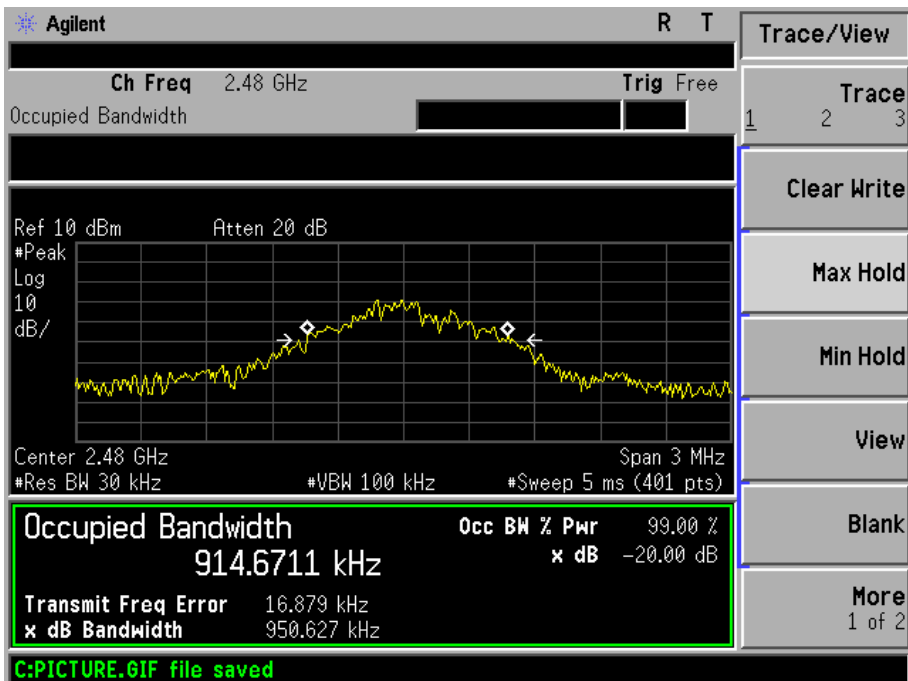 Agilent R T
Ch Freq 2.48 GHz Trig Free
Occupied Bandwidth
Ref 10 dBm Atten 20 dB
#Peak
Log
10
dB/
Center 2.48 GHz Span 3 MHz
#Res BW 30 kHz #VBW 100 kHz #Sweep 5 ms (401 pts)
Occupied Bandwidth Occ BW % Pwr 99.00 %
914.6711 kHz x dB -20.00 dB
Transmit Freq Error 16.879 kHz
x dB Bandwidth 950.627 kHz
C:PICTURE.GIF file saved
Trace/View
Trace
1 2 3
Clear Write
Max Hold
Min Hold
View
Blank
More
1 of 2